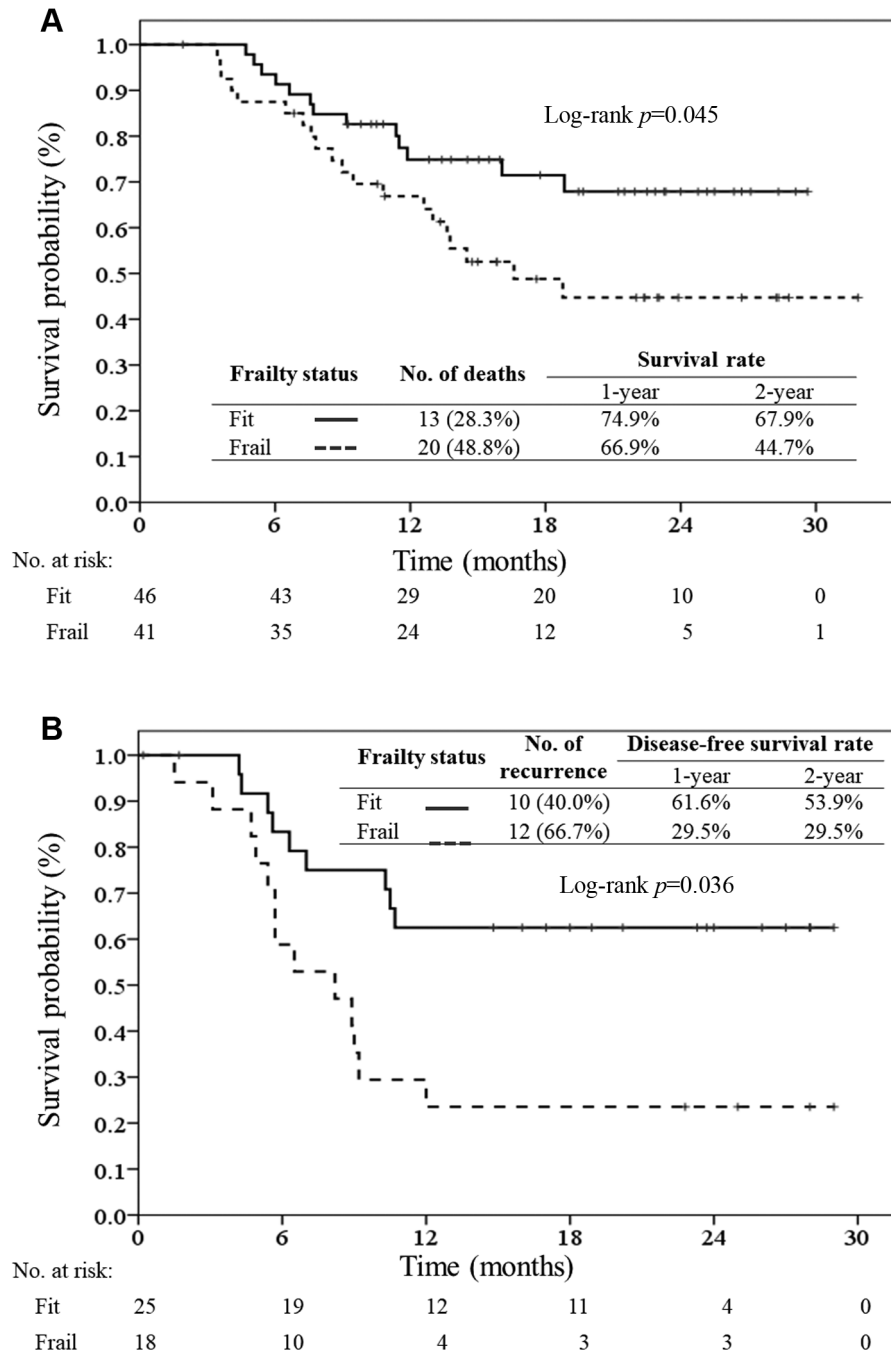 A
Log-rank p=0.045
Survival probability (%)
1.0
0.9
0.8
0.7
0.6
0.5
0.4
0.3
0.2
0.1
0.0
Frailty status No. of deaths Survival rate
1-year 2-year
Fit 13 (28.3%) 74.9% 67.9%
Frail 20 (48.8%) 66.9% 44.7%
0 6 12 18 24 30
Time (months)
No. at risk:
Fit 46 43 29 20 10 0
Frail 41 35 24 12 5 1
B
Survival probability (%)
1.0
0.9
0.8
0.7
0.6
0.5
0.4
0.3
0.2
0.1
0.0
Frailty status No. of recurrence Disease-free survival rate
1-year 2-year
Fit 10 (40.0%) 61.6% 53.9%
Frail 12 (66.7%) 29.5% 29.5%
Log-rank p=0.036
0 6 12 18 24 30
Time (months)
No. at risk:
Fit 25 19 12 11 4 0
Frail 18 10 4 3 3 0